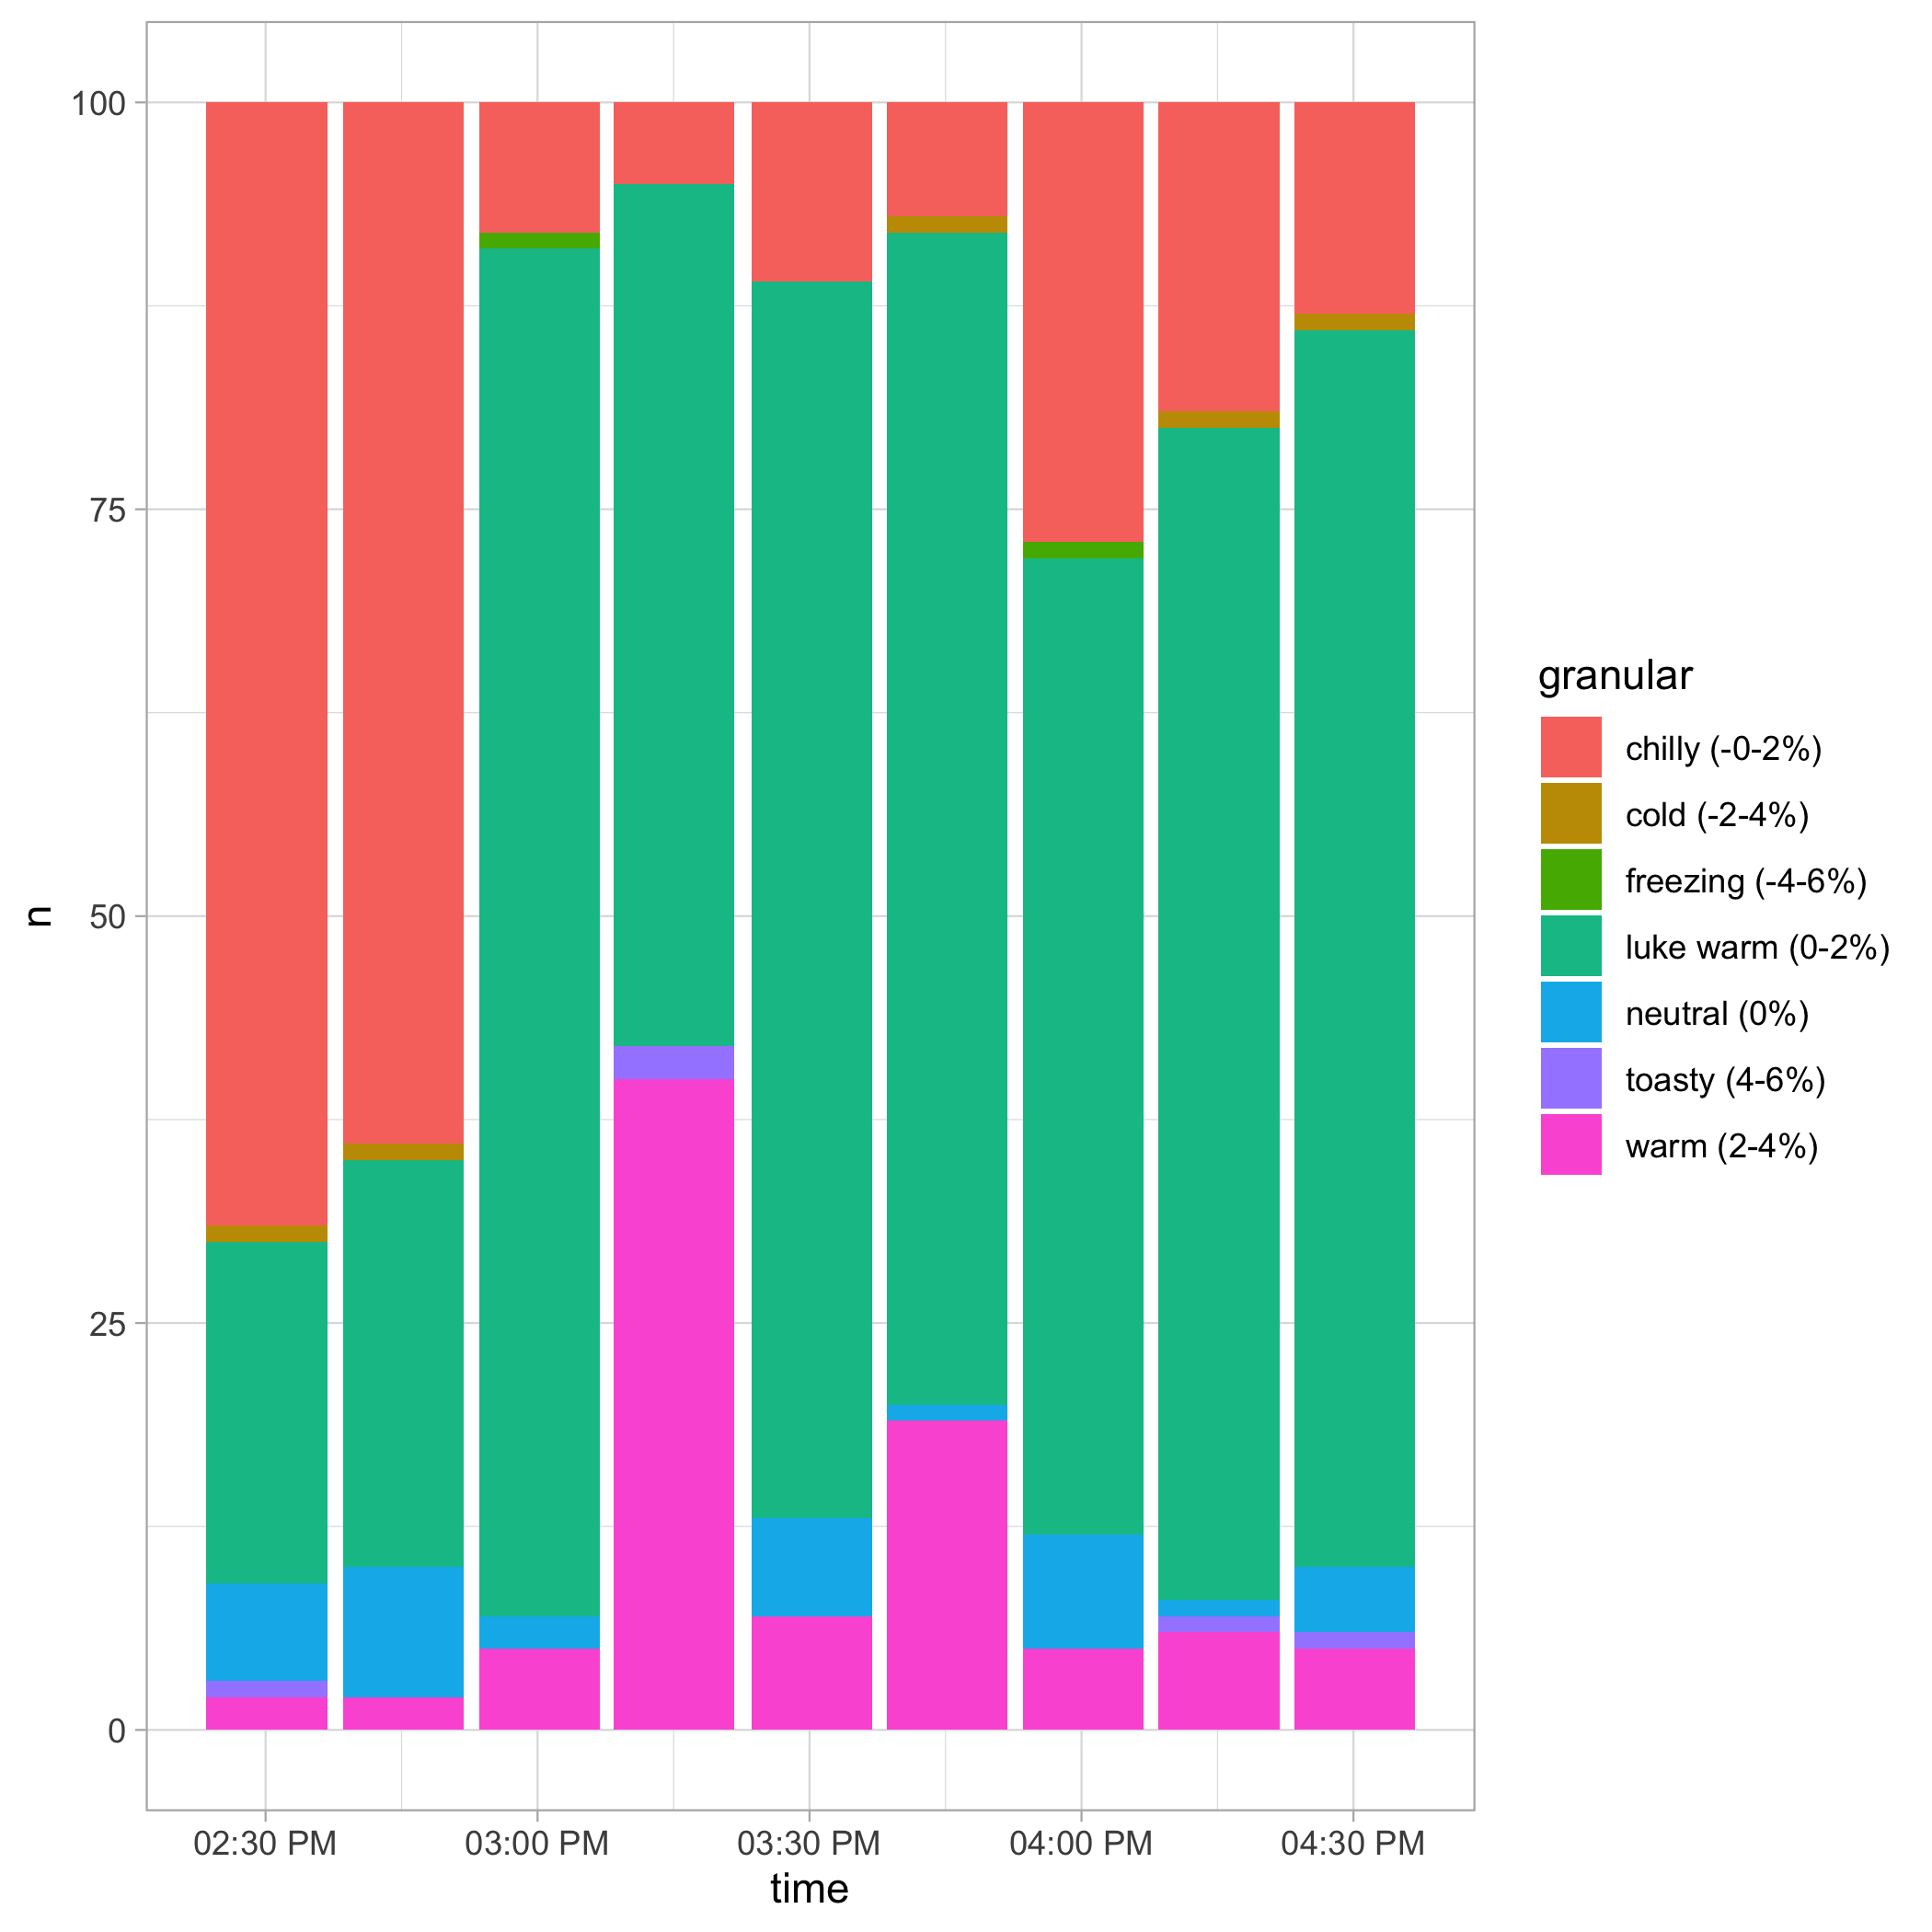 100
75
50
25
0
n
02:30 PM
03:00 PM
03:30 PM
04:00 PM
04:30 PM
time
granular
chilly (-0-2%)
cold (-2-4%)
freezing (-4-6%)
luke warm (0-2%)
neutral (0%)
toasty (4-6%)
warm (2-4%)